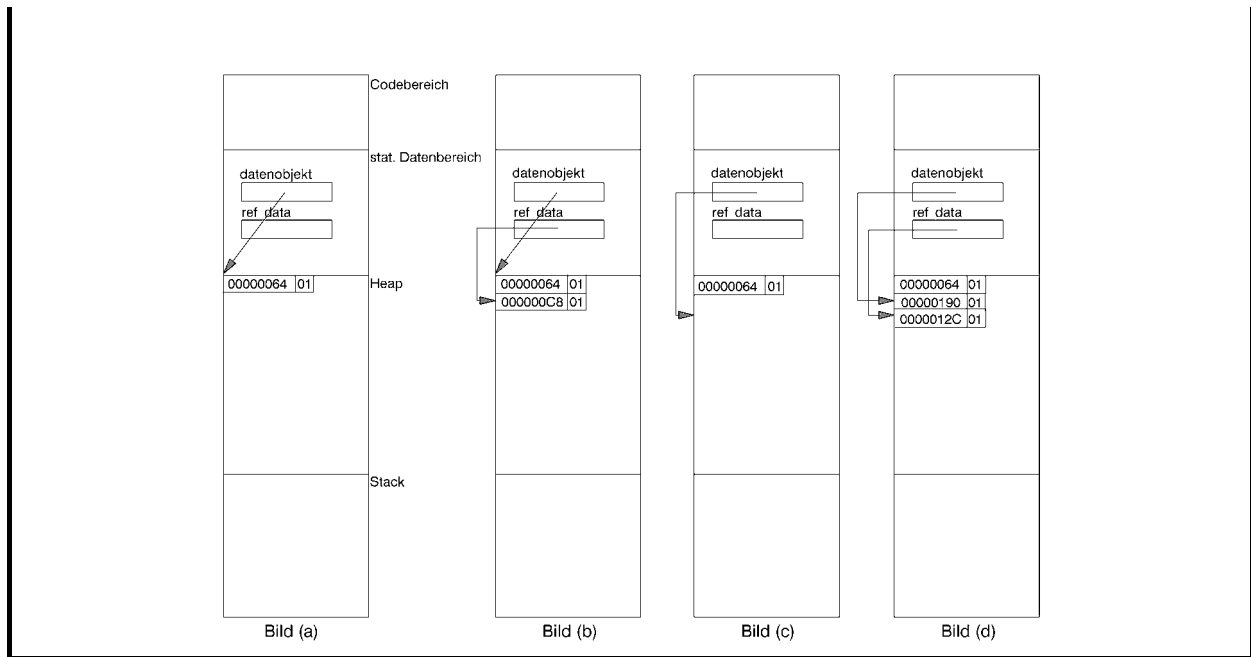 Codebereich
stat. Datenbereich
datenobjekt
ref_data
00000064 01
Heap
Stack
Bild (a)
datenobjekt
ref_data
00000064 01
000000C8 01
Bild (b)
datenobjekt
ref_data
00000064 01
Bild (c)
datenobjekt
ref_data
00000064 01
00000190 01
0000012C 01
Bild (d)